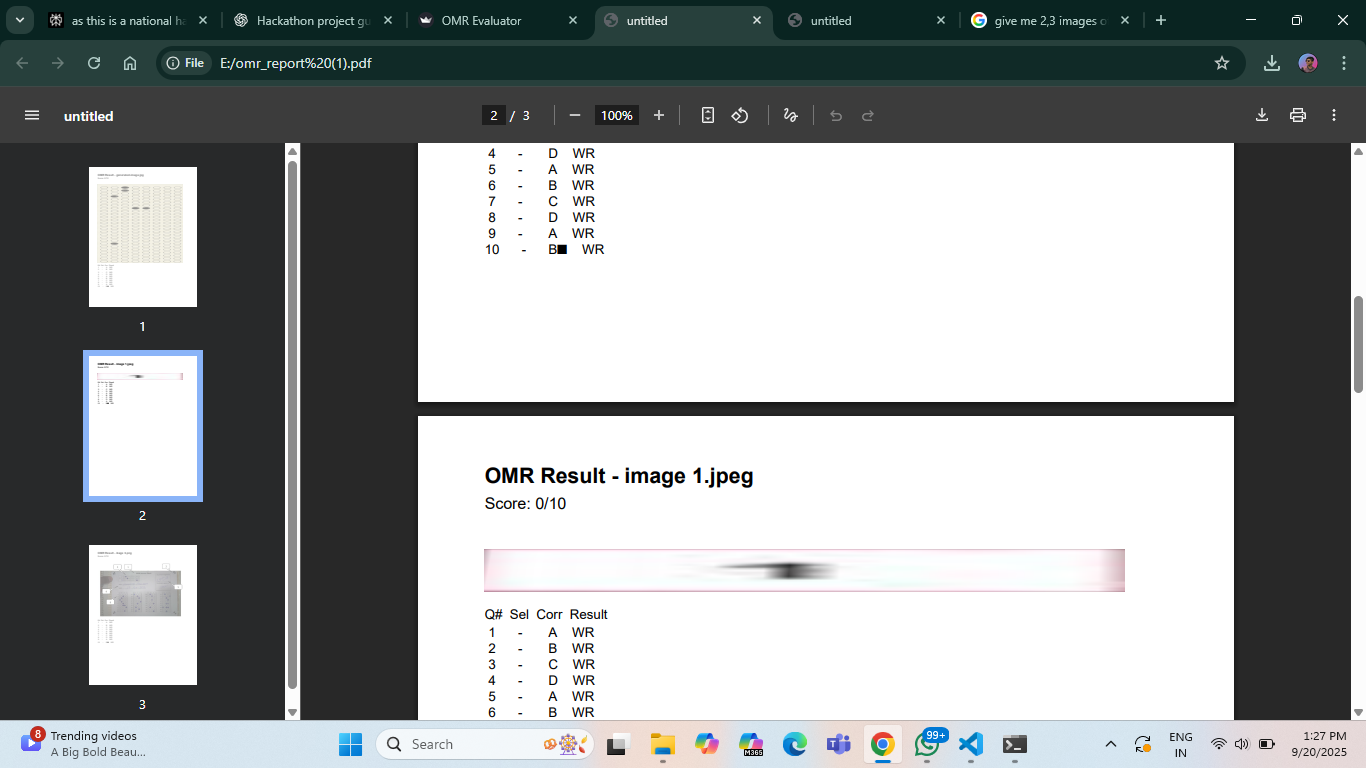 as this is a national ha
Hackathon project gu
OMR Evaluator
untitled
untitled
give me 2,3 images o
File
E:/omr_report%20(1).pdf
untitled
2 / 3
100%
4 - D WR
5 - A WR
6 - B WR
7 - C WR
8 - D WR
9 - A WR
10 - B■ WR
1
2
3
OMR Result - image 1.jpeg
Score: 0/10
Q# Sel Corr Result
1 - A WR
2 - B WR
3 - C WR
4 - D WR
5 - A WR
6 - B WR
8
Trending videos
A Big Bold Beau...
Search
M365
99+
ENG
IN
1:27 PM
9/20/2025